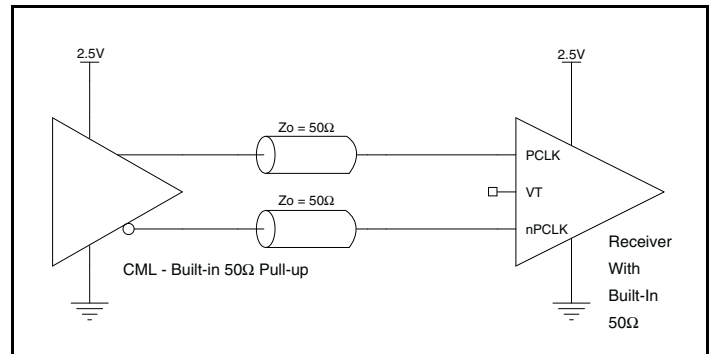 2.5V
2.5V
Zo = 50Ω
PCLK
VT
Zo = 50Ω
nPCLK
CML - Built-in 50Ω Pull-up
Receiver
With
Built-In
50Ω